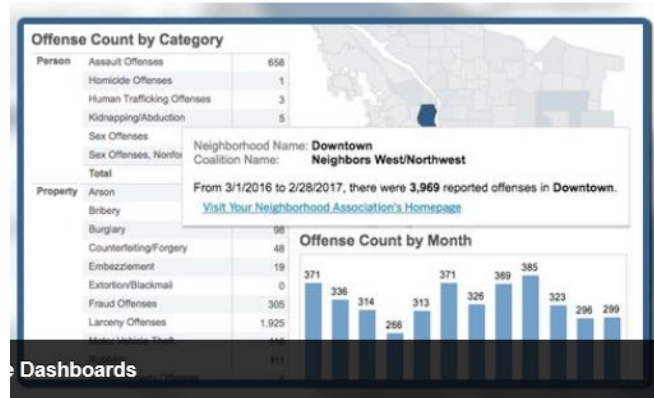 Offense Count by Category
Person Assault Offenses 658
Homicide Offenses 1
Human Trafficking Offenses 3
Kidnapping/Abduction 5
Sex Offenses
Sex Offenses,
Total
Neighborhood Name: Downtown
Coalition Name: Neighbors West/Northwest
From 3/1/2016 to 2/28/2017, there were 3,969 reported offenses in Downtown.
Visit Your Neighborhood Association's Homepage
Property Arson
Bribery
Burglary 98
Counterfeiting/Forgery 48
Embezzlement 19
Extortion/Blackmail 0
Fraud Offenses 305
Larceny Offenses 1,925
Motor Vehicle Theft
Offense Count by Month
371 336 314 266 313 371 326 369 385 323 296 299
Dashboards